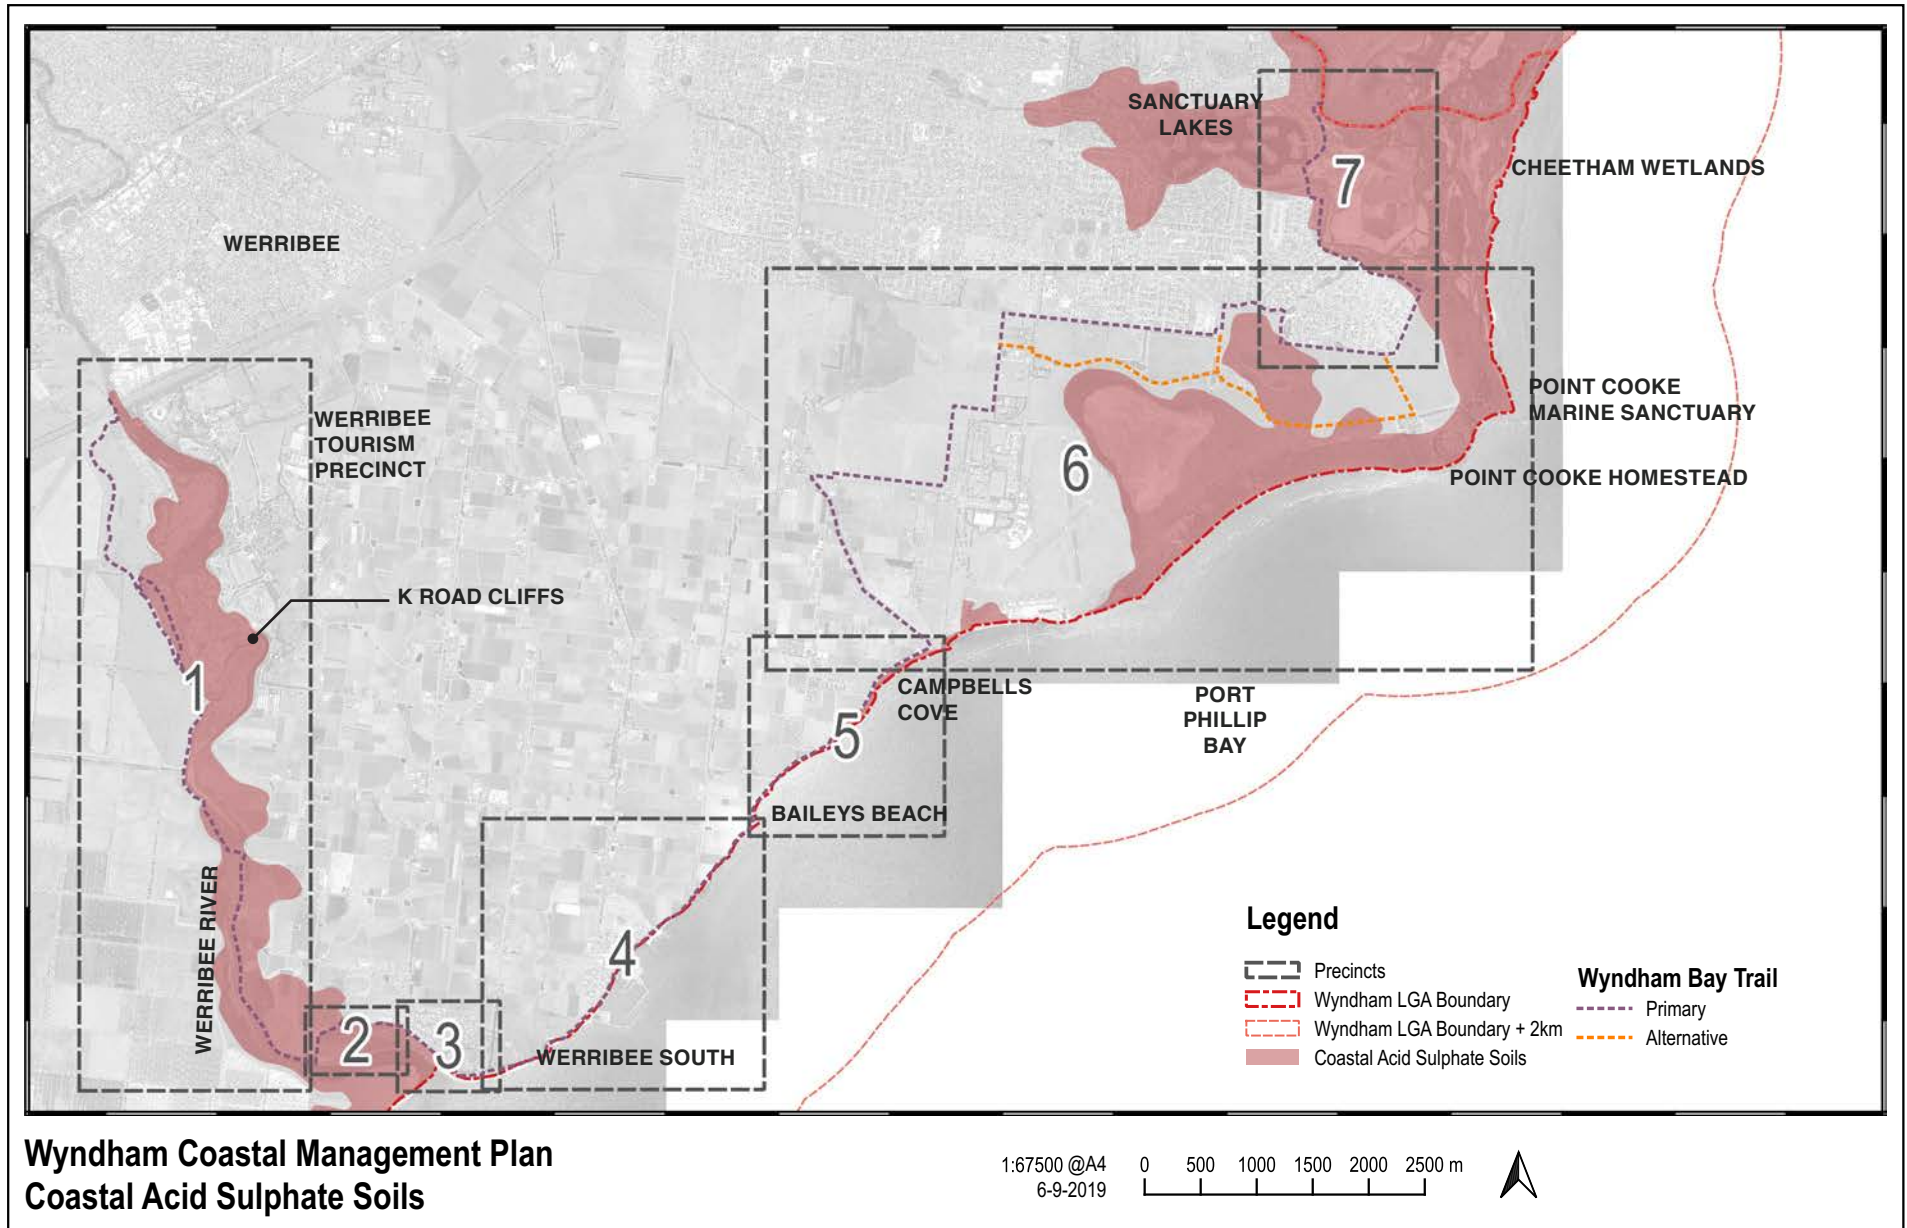 SANCTUARY
LAKES
7
CHEETHAM WETLANDS
WERRIBEE
WERRIBEE
TOURISM
PRECINCT
POINT COOKE
MARINE SANCTUARY
6
POINT COOKE HOMESTEAD
K ROAD CLIFFS
1
CAMPBELLS
COVE
PORT
PHILLIP
BAY
5
BAILEYS BEACH
WERRIBEE RIVER
4
2
3
WERRIBEE SOUTH
Legend
Precincts
Wyndham LGA Boundary
Wyndham LGA Boundary + 2km
Coastal Acid Sulphate Soils
Wyndham Bay Trail
Primary
Alternative
Wyndham Coastal Management Plan
Coastal Acid Sulphate Soils
1:67500 @A4
6-9-2019
0 500 1000 1500 2000 2500 m